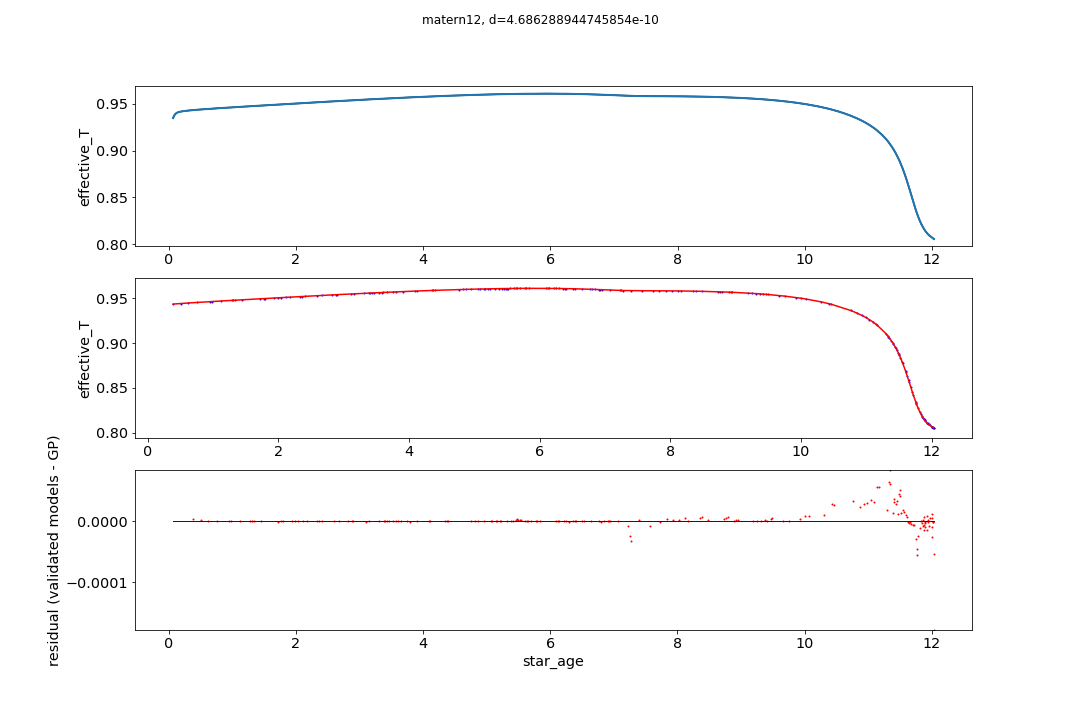 matern12, d=4.686288944745854e-10
effective_T
0.95
0.90
0.85
0.80
0 2 4 6 8 10 12
effective_T
0.95
0.90
0.85
0.80
0 2 4 6 8 10 12
residual (validated models - GP)
0.0000
−0.0001
0 2 4 6 8 10 12
star_age